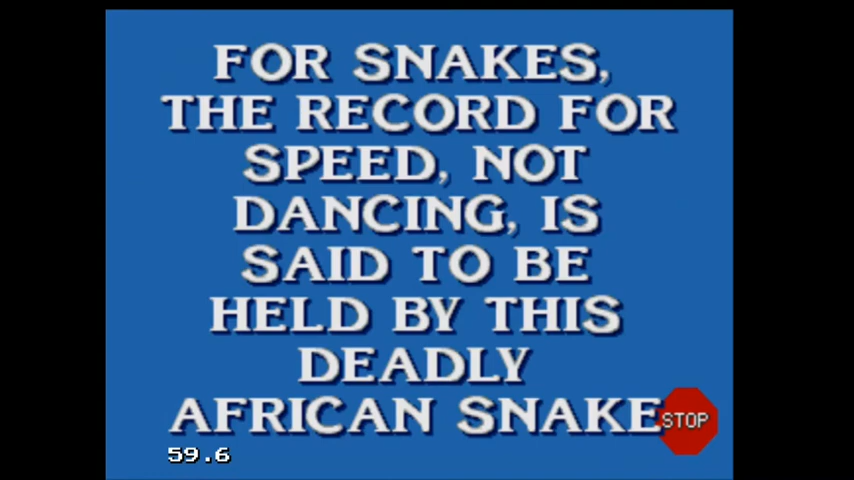 FOR SNAKES,
THE RECORD FOR
SPEED, NOT
DANCING, IS
SAID TO BE
HELD BY THIS
DEADLY
AFRICAN SNAKE
STOP
59.6